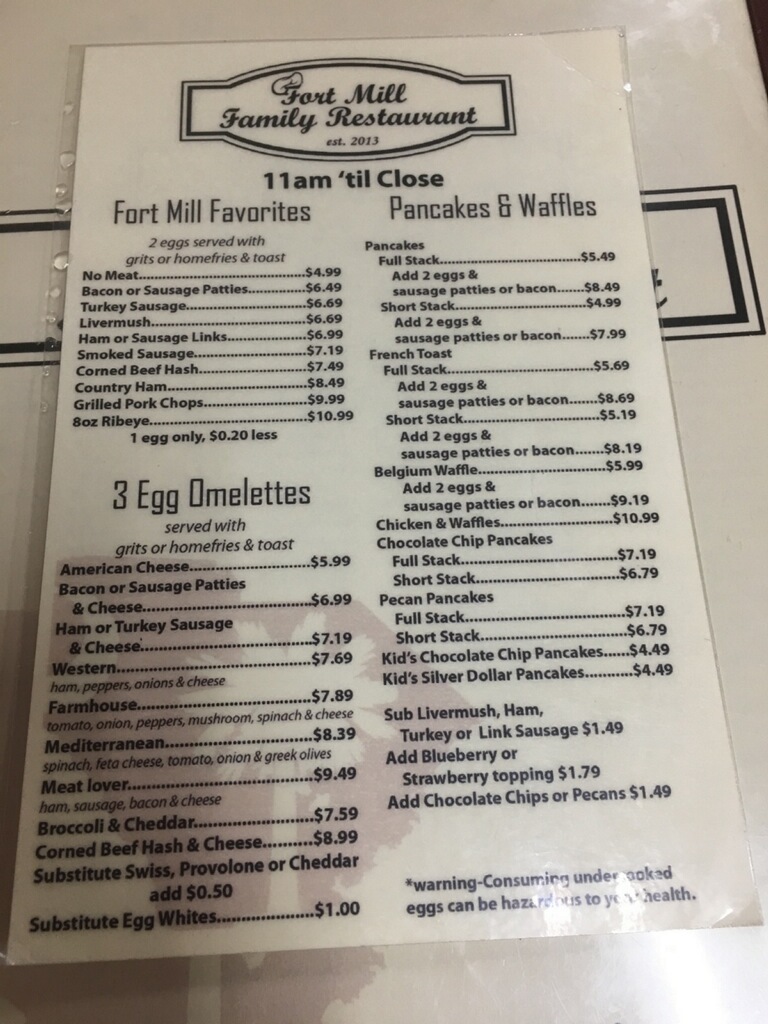 Fort Mill
Family Restaurant
est. 2013
11am 'til Close
Fort Mill Favorites
2 eggs served with
grits or homefries & toast
No Meat..........$4.99
Bacon or Sausage Patties..........$6.49
Turkey Sausage..........$6.69
Livermush..........$6.69
Ham or Sausage Links..........$6.99
Smoked Sausage..........$7.19
Corned Beef Hash..........$7.49
Country Ham..........$8.49
Grilled Pork Chops..........$9.99
8oz Ribeye..........$10.99
1 egg only, $0.20 less
3 Egg Omelettes
served with
grits or homefries & toast
American Cheese..........$5.99
Bacon or Sausage Patties
& Cheese..........$6.99
Ham or Turkey Sausage
& Cheese..........$7.19
Western..........$7.69
ham, peppers, onions & cheese
Farmhouse..........$7.89
tomato, onion, peppers, mushroom, spinach & cheese
Mediterranean..........$8.39
spinach, feta cheese, tomato, onion & greek olives
Meat lover..........$9.49
ham, sausage, bacon & cheese
Broccoli & Cheddar..........$7.59
Corned Beef Hash & Cheese..........$8.99
Substitute Swiss, Provolone or Cheddar
add $0.50
Substitute Egg Whites..........$1.00
Pancakes & Waffles
Pancakes
Full Stack..........$5.49
Add 2 eggs &
sausage patties or bacon.......$8.49
Short Stack..........$4.99
Add 2 eggs &
sausage patties or bacon.......$7.99
French Toast
Full Stack..........$5.69
Add 2 eggs &
sausage patties or bacon.......$8.69
Short Stack..........$5.19
Add 2 eggs &
sausage patties or bacon.......$8.19
Belgium Waffle..........$5.99
Add 2 eggs &
sausage patties or bacon.......$9.19
Chicken & Waffles..........$10.99
Chocolate Chip Pancakes
Full Stack..........$7.19
Short Stack..........$6.79
Pecan Pancakes
Full Stack..........$7.19
Short Stack..........$6.79
Kid's Chocolate Chip Pancakes......$4.49
Kid's Silver Dollar Pancakes..........$4.49
Sub Livermush, Ham,
Turkey or Link Sausage $1.49
Add Blueberry or
Strawberry topping $1.79
Add Chocolate Chips or Pecans $1.49
*warning-Consuming undercooked
eggs can be hazardous to your health.